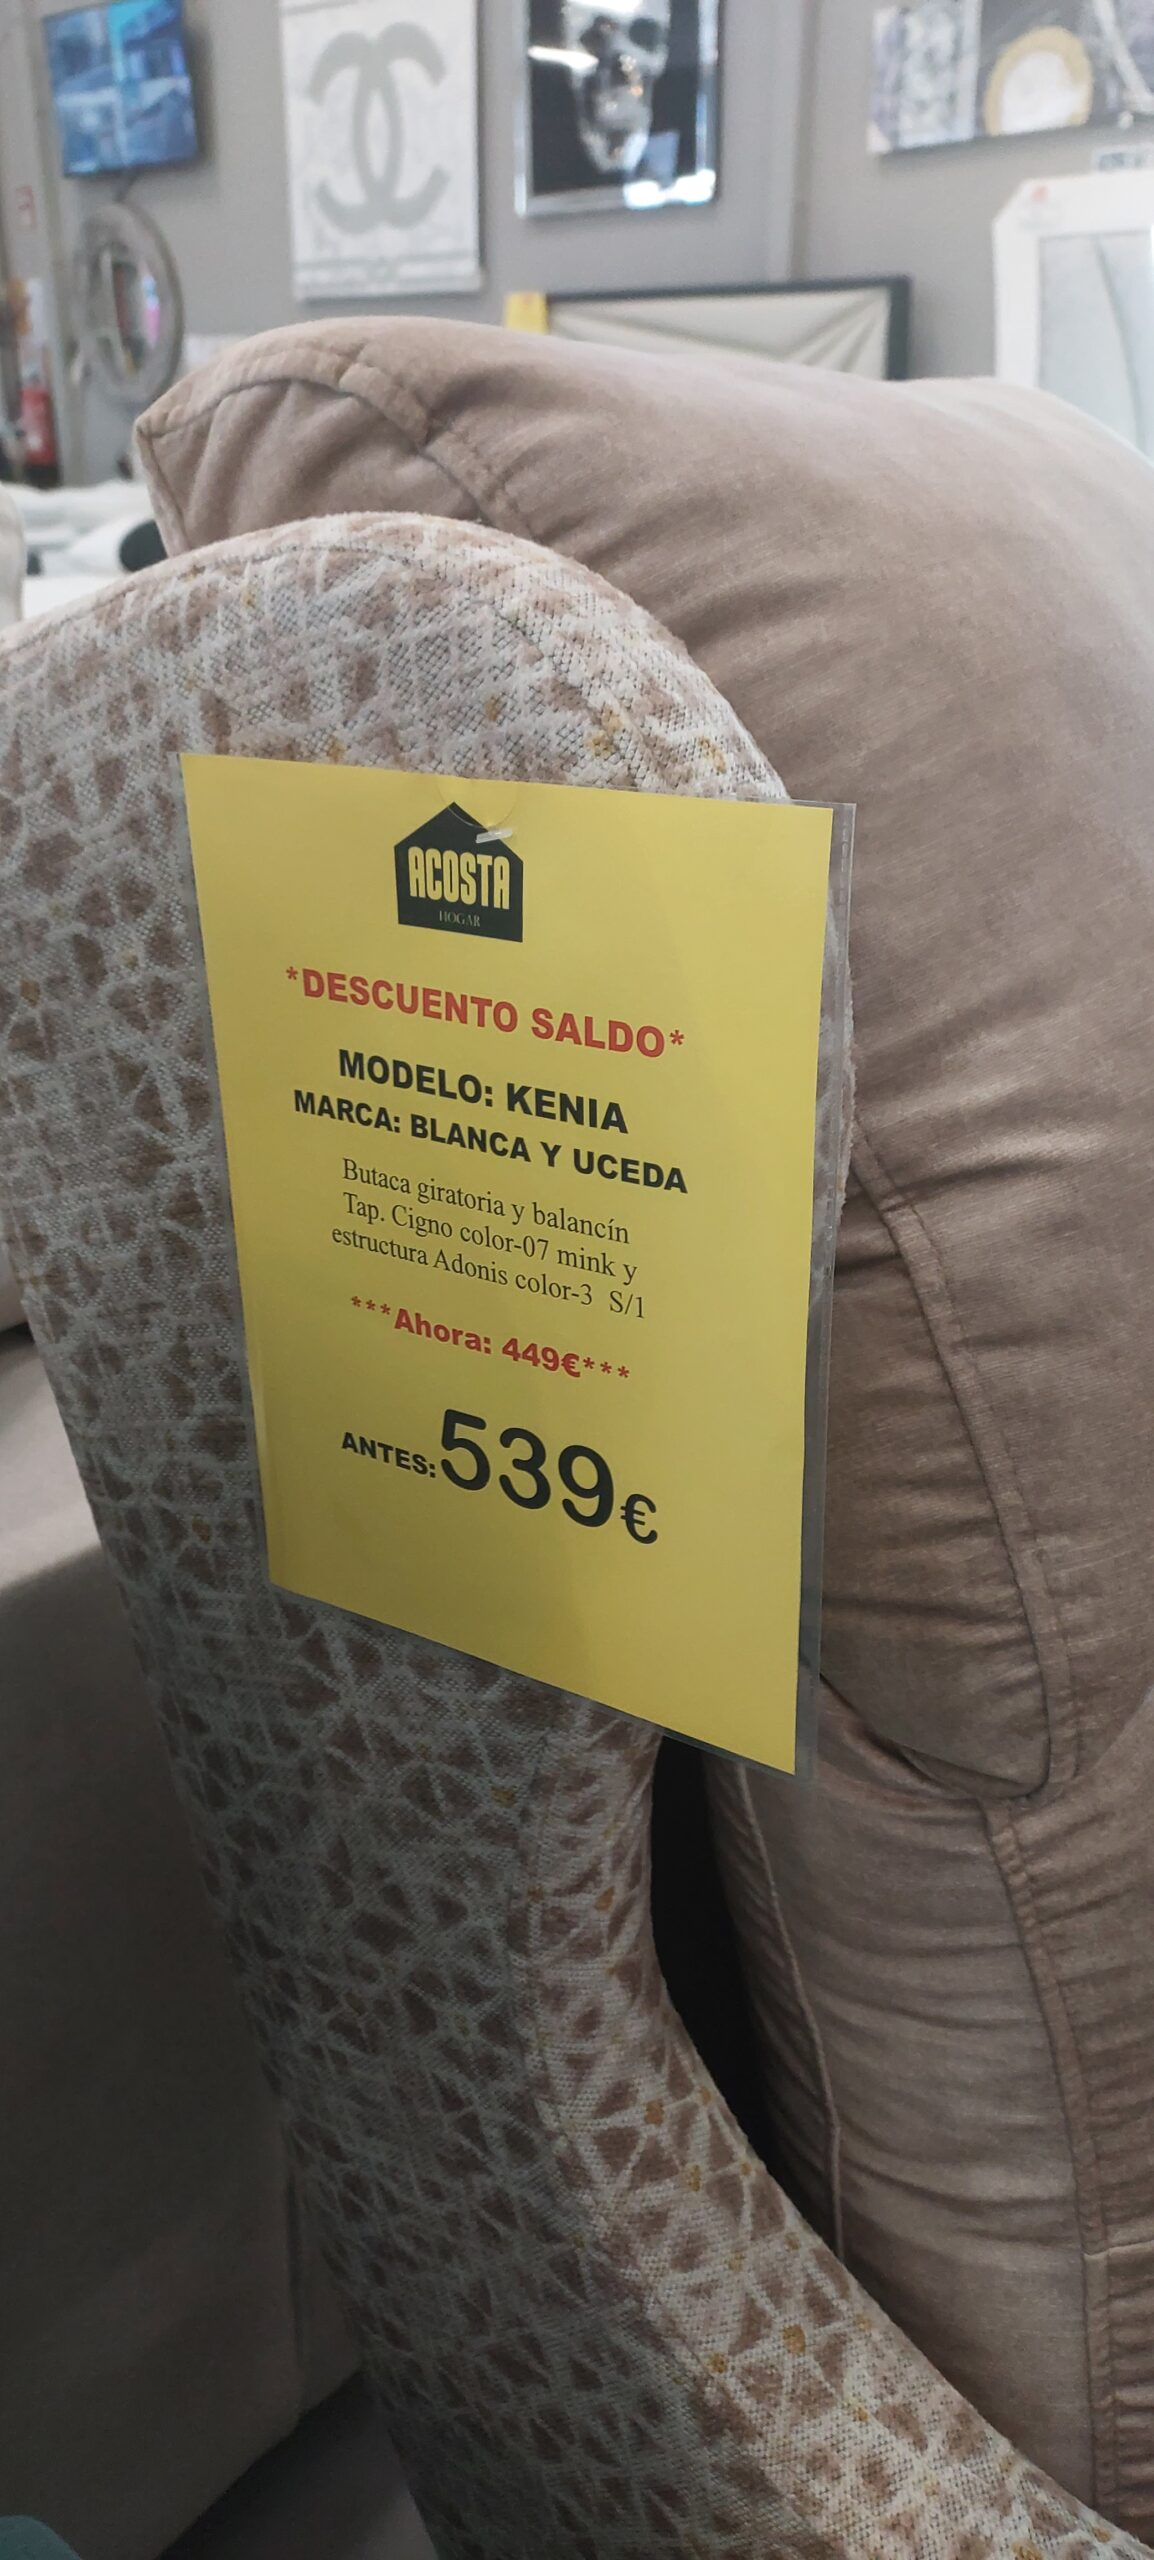 ACOSTA
HOGAR
*DESCUENTO SALDO*
MODELO: KENIA
MARCA: BLANCA Y UCEDA
Butaca giratoria y balancín
Tap. Cigno color-07 mink y
estructura Adonis color-3 S/1
***Ahora: 449€***
ANTES: 539€